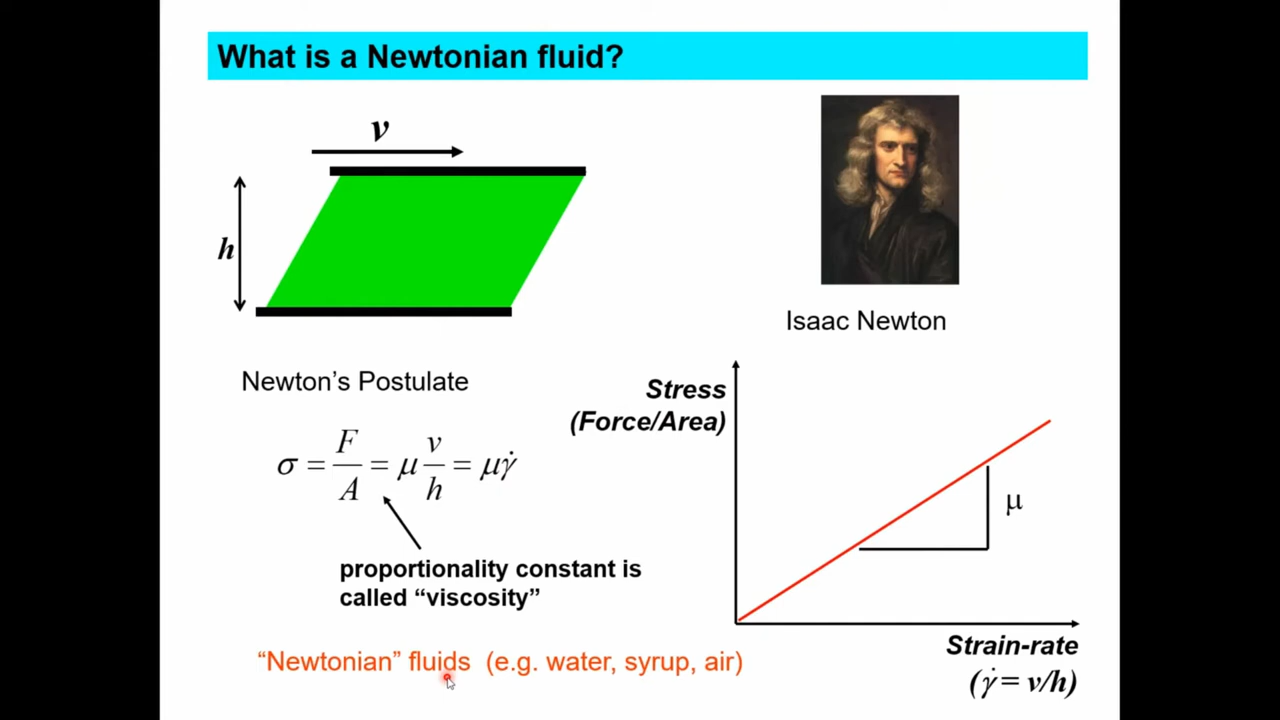 What is a Newtonian fluid?
v
h
Isaac Newton
Newton's Postulate
σ = F/A = μ v/h = μγ̇
proportionality constant is
called “viscosity”
“Newtonian” fluids (e.g. water, syrup, air)
Stress
(Force/Area)
μ
Strain-rate
(γ̇ = v/h)